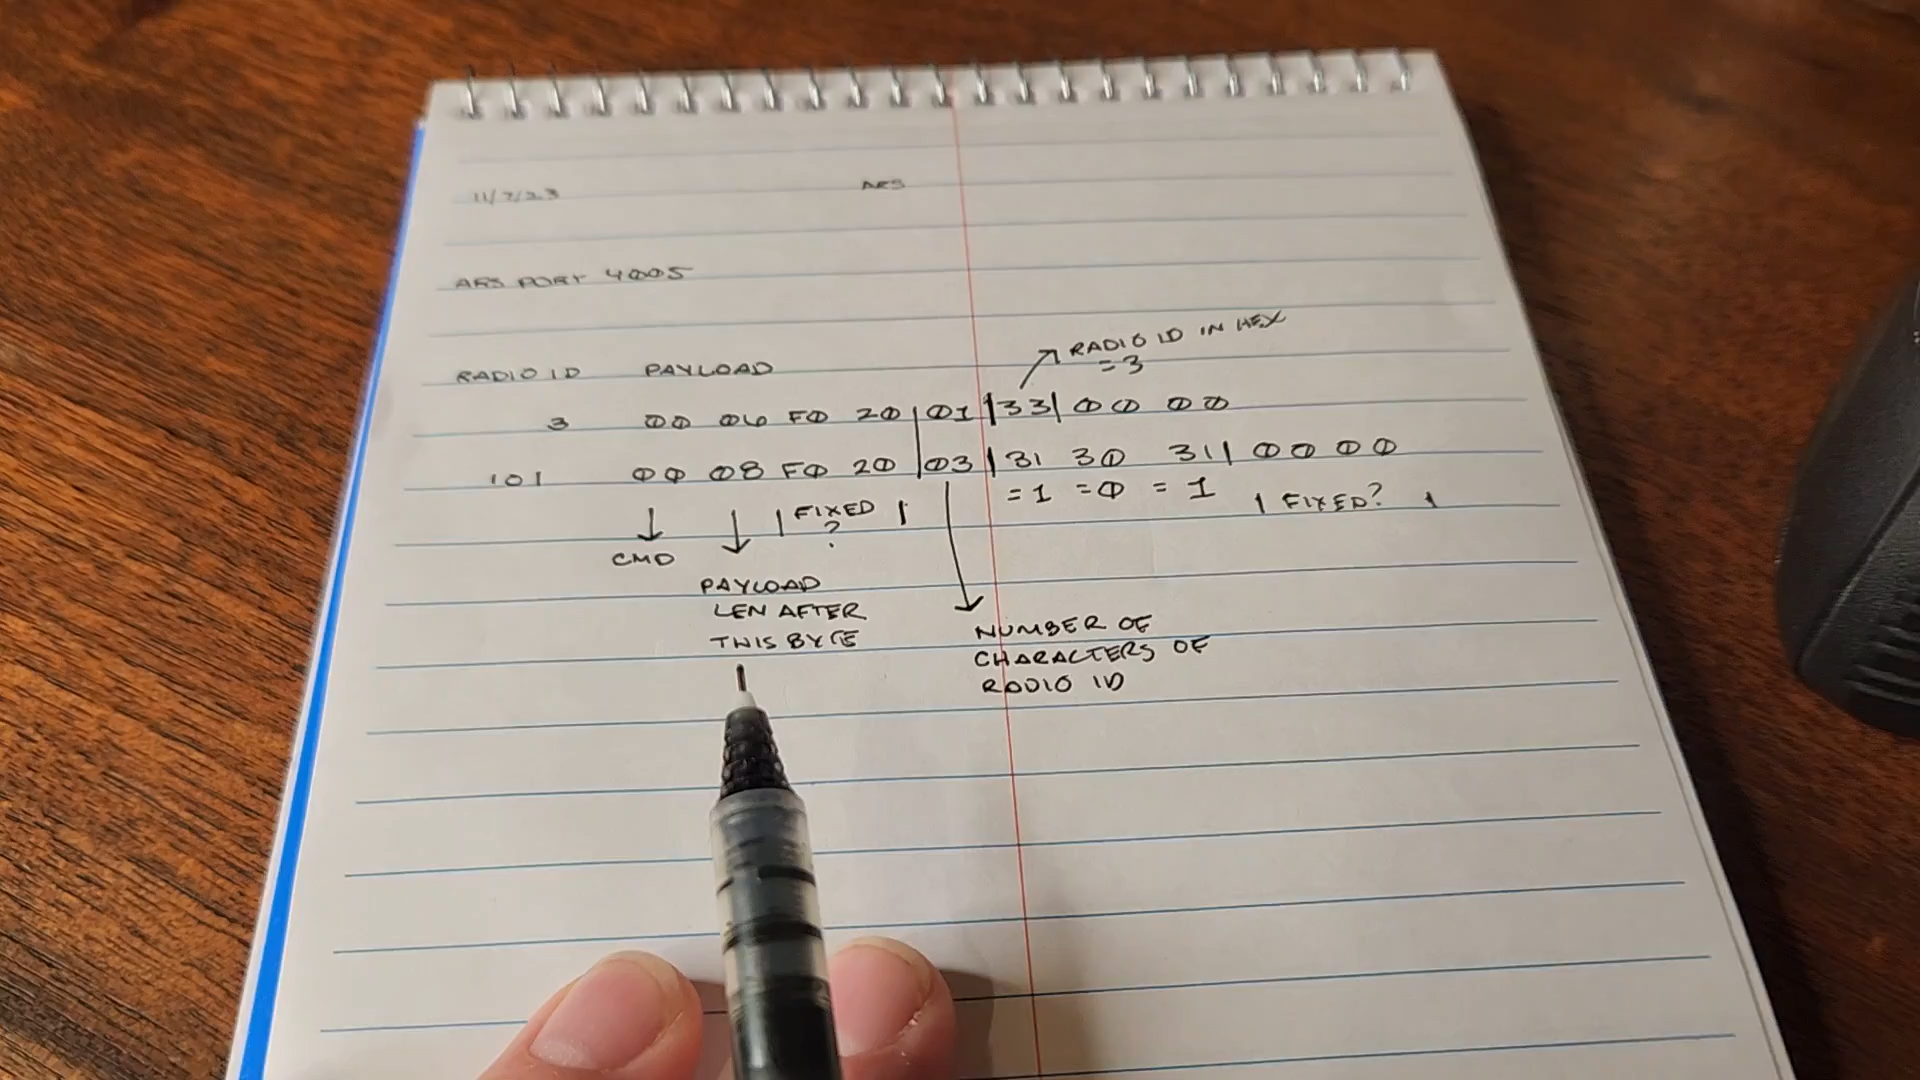 11/7/23 ARS
ARS PORT 4005
RADIO ID IN HEX
= 3
RADIO ID PAYLOAD
3 00 06 F0 20 | 01 | 33 | 00 00
101 00 08 F0 20 | 03 | 31 30 31 | 00 00
= 1 = 0 = 1
| FIXED |
?
| FIXED? |
CMD
PAYLOAD
LEN AFTER
THIS BYTE
NUMBER OF
CHARACTERS OF
RADIO ID